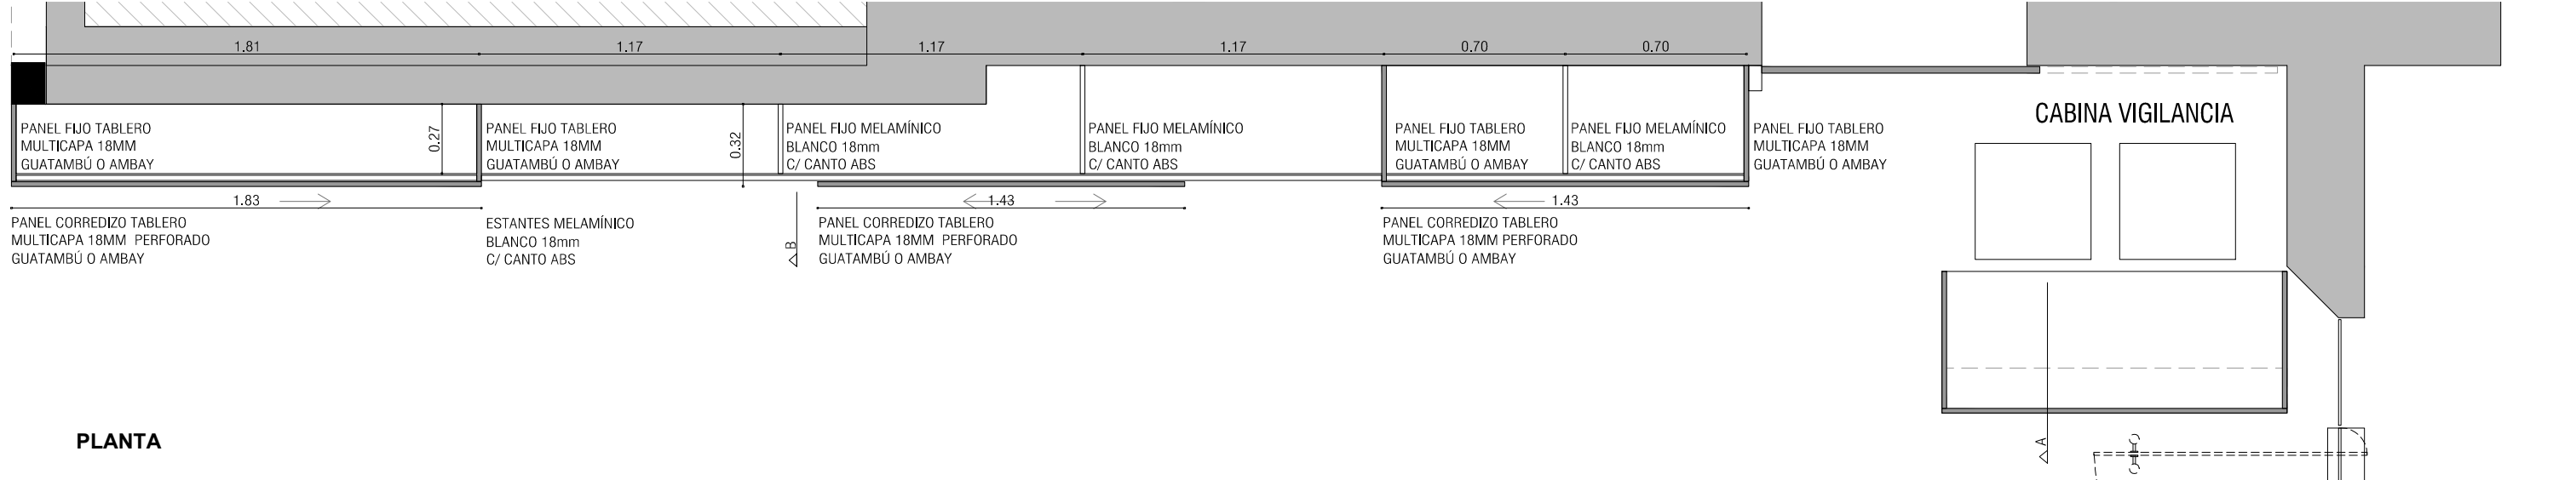 1.81
1.17
1.17
1.17
0.70
0.70
PANEL FIJO TABLERO
MULTICAPA 18MM
GUATAMBÚ O AMBAY
0.27
PANEL FIJO TABLERO
MULTICAPA 18MM
GUATAMBÚ O AMBAY
0.32
PANEL FIJO MELAMÍNICO
BLANCO 18mm
C/ CANTO ABS
PANEL FIJO MELAMÍNICO
BLANCO 18mm
C/ CANTO ABS
PANEL FIJO TABLERO
MULTICAPA 18MM
GUATAMBÚ O AMBAY
PANEL FIJO MELAMÍNICO
BLANCO 18mm
C/ CANTO ABS
PANEL FIJO TABLERO
MULTICAPA 18MM
GUATAMBÚ O AMBAY
CABINA VIGILANCIA
1.83
PANEL CORREDIZO TABLERO
MULTICAPA 18MM PERFORADO
GUATAMBÚ O AMBAY
ESTANTES MELAMÍNICO
BLANCO 18mm
C/ CANTO ABS
B
1.43
PANEL CORREDIZO TABLERO
MULTICAPA 18MM PERFORADO
GUATAMBÚ O AMBAY
1.43
PANEL CORREDIZO TABLERO
MULTICAPA 18MM PERFORADO
GUATAMBÚ O AMBAY
A
PLANTA